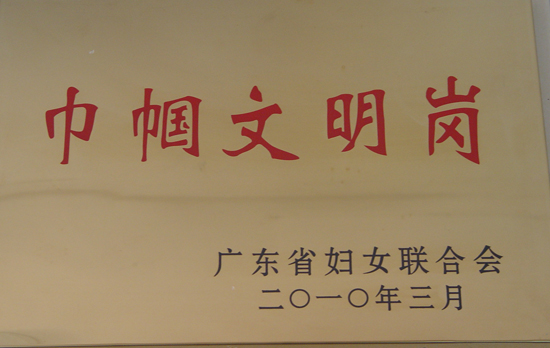 巾帼文明岗
广东省妇女联合会
二〇一〇年三月